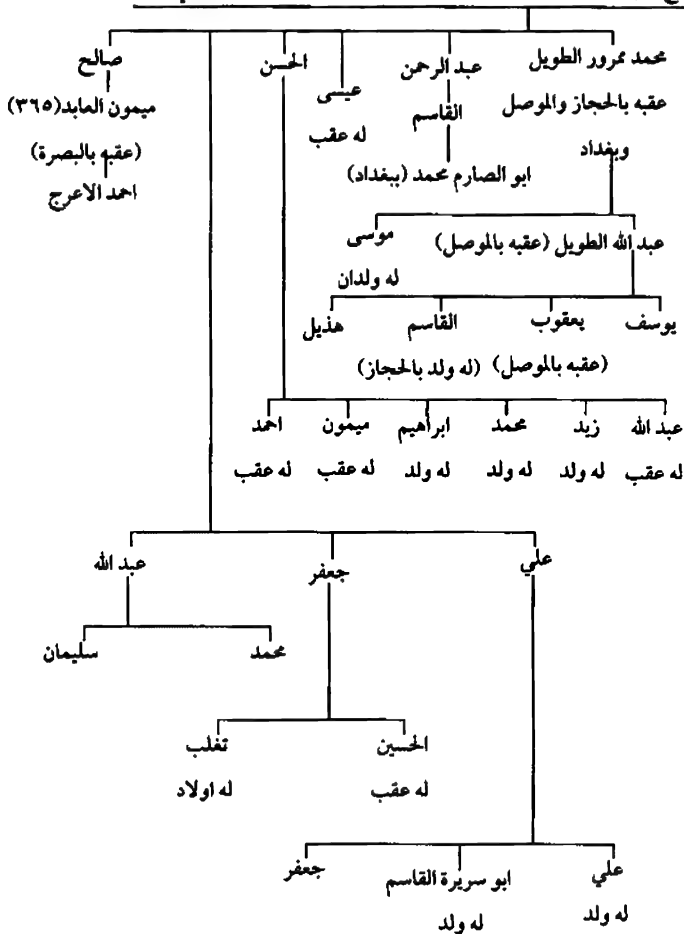 محمد ممرور الطويل عبد الرحمن الحسن صالح
عقبه بالحجاز والموصل القاسم عيسى ميمون العابد(٣٦٥)
وبغداد ابو الصارم محمد (ببغداد) له عقب (عقبه بالبصرة)
احمد الاعرج
عبد الله الطويل (عقبه بالموصل) موسى
له ولدان
يوسف يعقوب القاسم هذيل
(عقبه بالموصل) (له ولد بالحجاز)
عبد الله زيد محمد ابراهيم ميمون احمد
له عقب له ولد له ولد له ولد له عقب له عقب
علي جعفر عبد الله
محمد سليمان
الحسين تغلب
له عقب له اولاد
علي ابو سريرة القاسم جعفر
له ولد له ولد